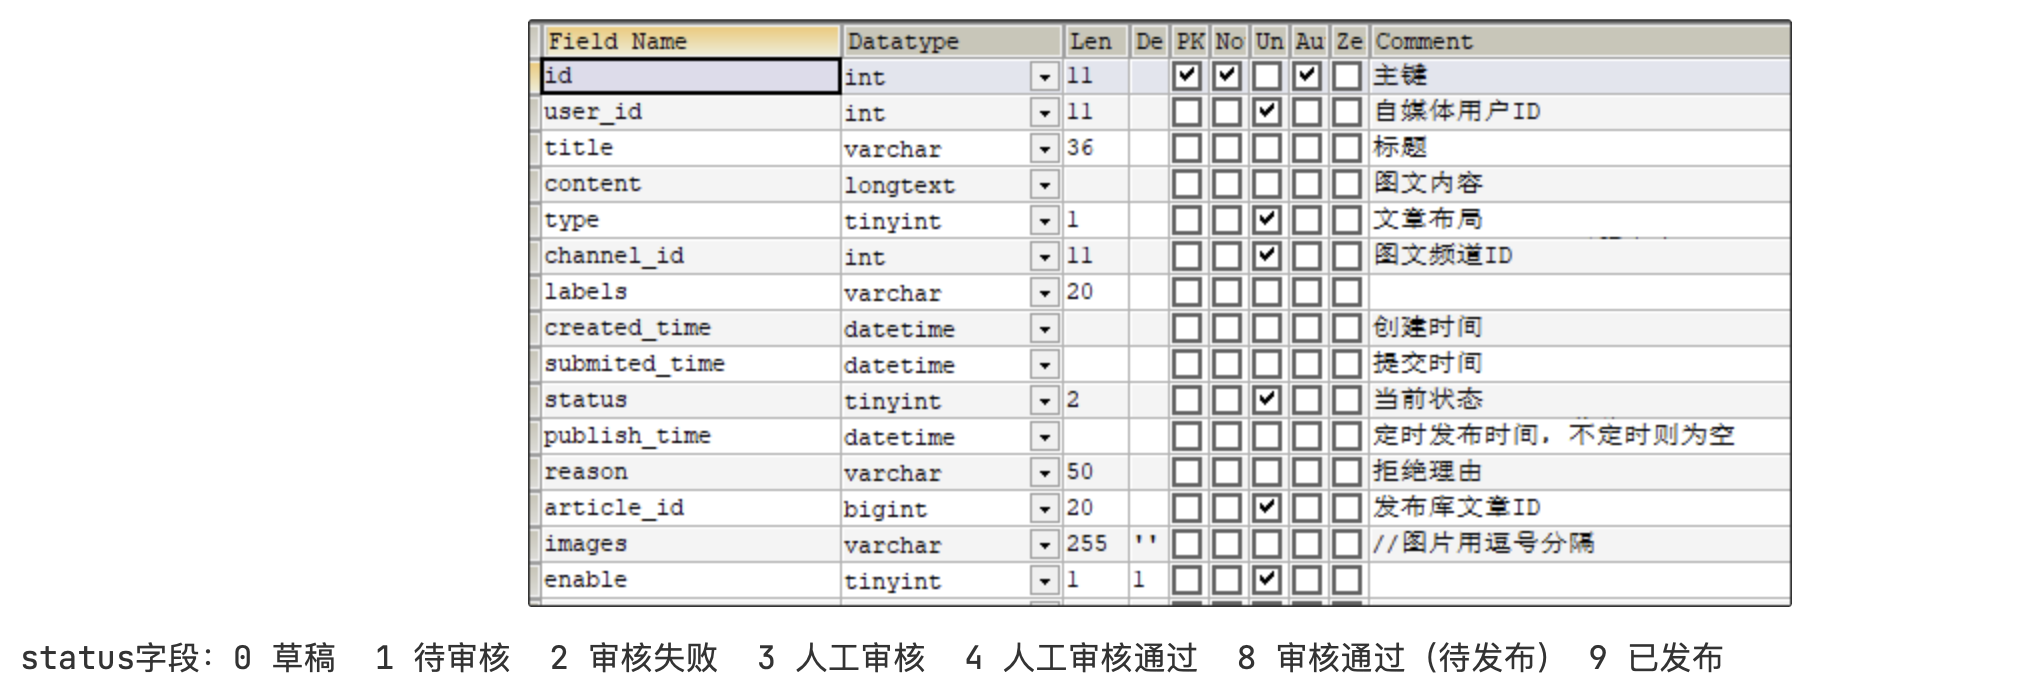 Field Name Datatype Len De PK No Un Au Ze Comment
id int 11 主键
user_id int 11 自媒体用户ID
title varchar 36 标题
content longtext 图文内容
type tinyint 1 文章布局
channel_id int 11 图文频道ID
labels varchar 20
created_time datetime 创建时间
submited_time datetime 提交时间
status tinyint 2 当前状态
publish_time datetime 定时发布时间，不定时则为空
reason varchar 50 拒绝理由
article_id bigint 20 发布库文章ID
images varchar 255 '' //图片用逗号分隔
enable tinyint 1 1
status字段：0 草稿 1 待审核 2 审核失败 3 人工审核 4 人工审核通过 8 审核通过（待发布） 9 已发布